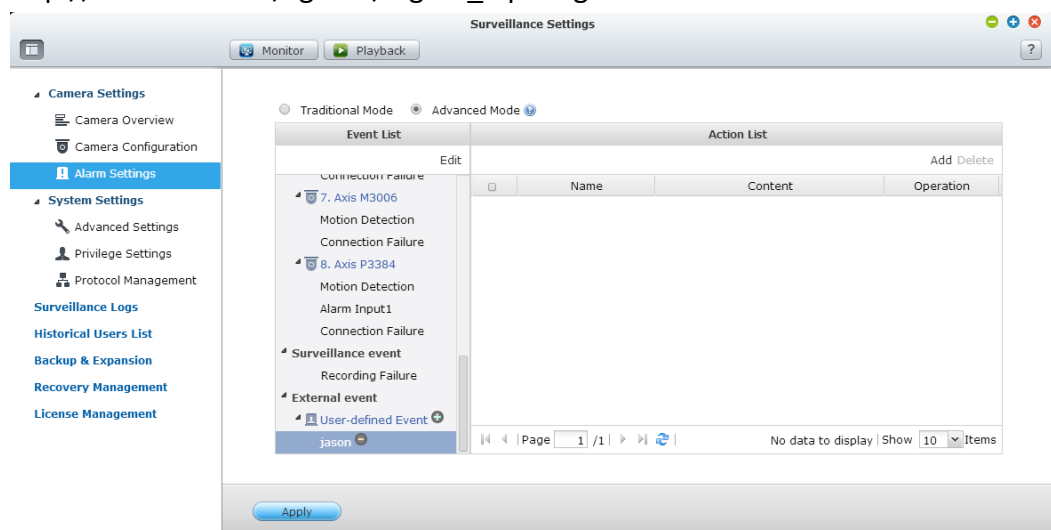 Surveillance Settings
Monitor Playback ?
Camera Settings
Camera Overview
Camera Configuration
Alarm Settings
System Settings
Advanced Settings
Privilege Settings
Protocol Management
Surveillance Logs
Historical Users List
Backup & Expansion
Recovery Management
License Management
Traditional Mode Advanced Mode
Event List
Edit
Connection Failure
7. Axis M3006
Motion Detection
Connection Failure
8. Axis P3384
Motion Detection
Alarm Input1
Connection Failure
Surveillance event
Recording Failure
External event
User-defined Event
jason
Action List
Add Delete
Name Content Operation
Page 1 /1 No data to display Show 10 Items
Apply